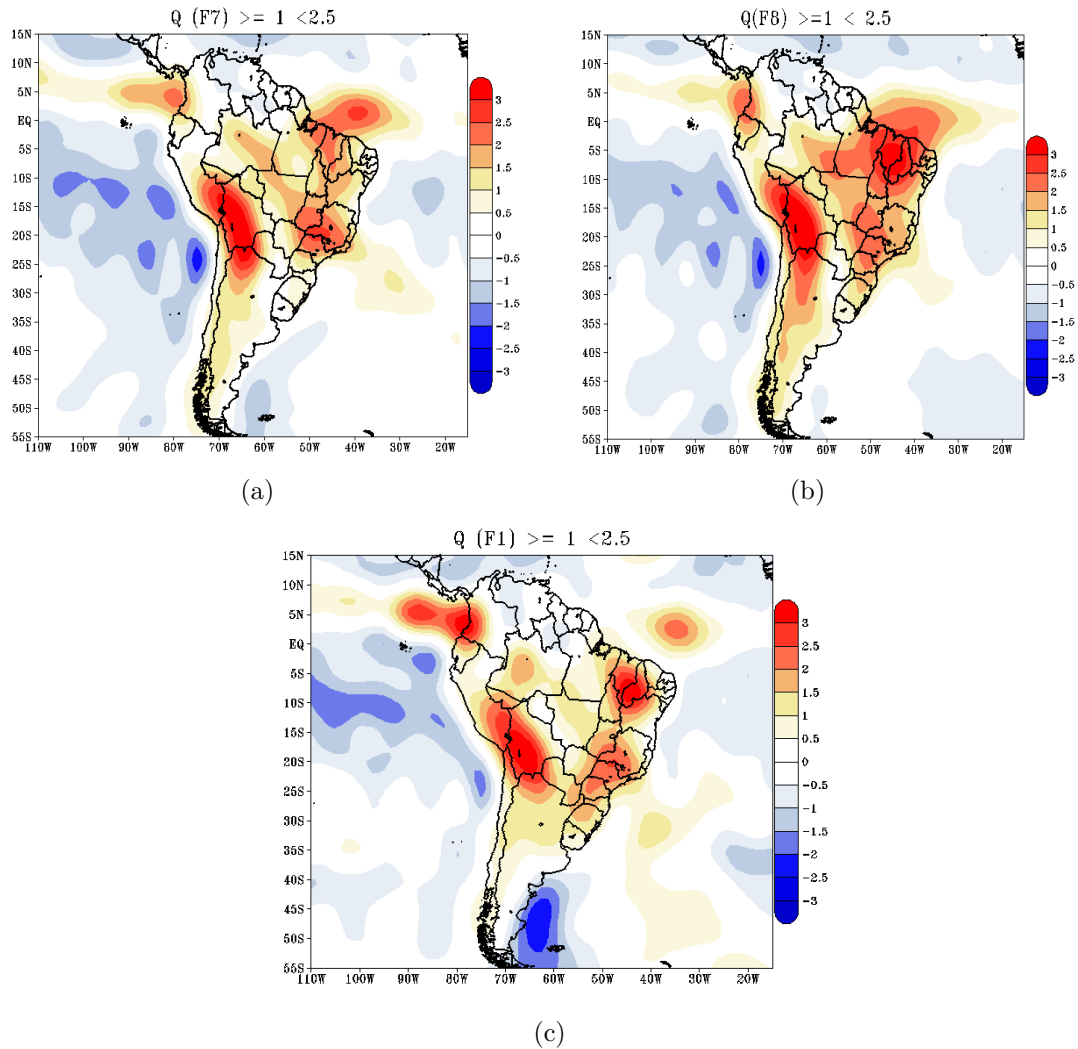 Q (F7) >= 1 <2.5
15N
10N
5N
EQ
5S
10S
15S
20S
25S
30S
35S
40S
45S
50S
55S
110W 100W 90W 80W 70W 60W 50W 40W 30W 20W
3
2.5
2
1.5
1
0.5
0
-0.5
-1
-1.5
-2
-2.5
-3
(a)
Q(F8) >=1 < 2.5
15N
10N
5N
EQ
5S
10S
15S
20S
25S
30S
35S
40S
45S
50S
55S
110W 100W 90W 80W 70W 60W 50W 40W 30W 20W
3
2.5
2
1.5
1
0.5
0
-0.5
-1
-1.5
-2
-2.5
-3
(b)
Q (F1) >= 1 <2.5
15N
10N
5N
EQ
5S
10S
15S
20S
25S
30S
35S
40S
45S
50S
55S
110W 100W 90W 80W 70W 60W 50W 40W 30W 20W
3
2.5
2
1.5
1
0.5
0
-0.5
-1
-1.5
-2
-2.5
-3
(c)